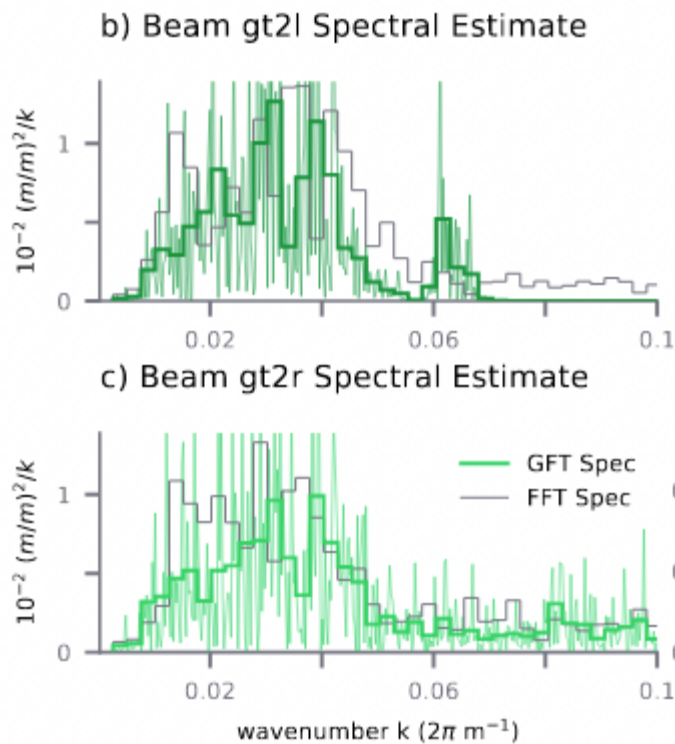 b) Beam gt2l Spectral Estimate
10⁻² (m/m)²/k
1
0
0.02
0.06
0.1
c) Beam gt2r Spectral Estimate
10⁻² (m/m)²/k
1
0
GFT Spec
FFT Spec
0.02
0.06
0.1
wavenumber k (2π m⁻¹)